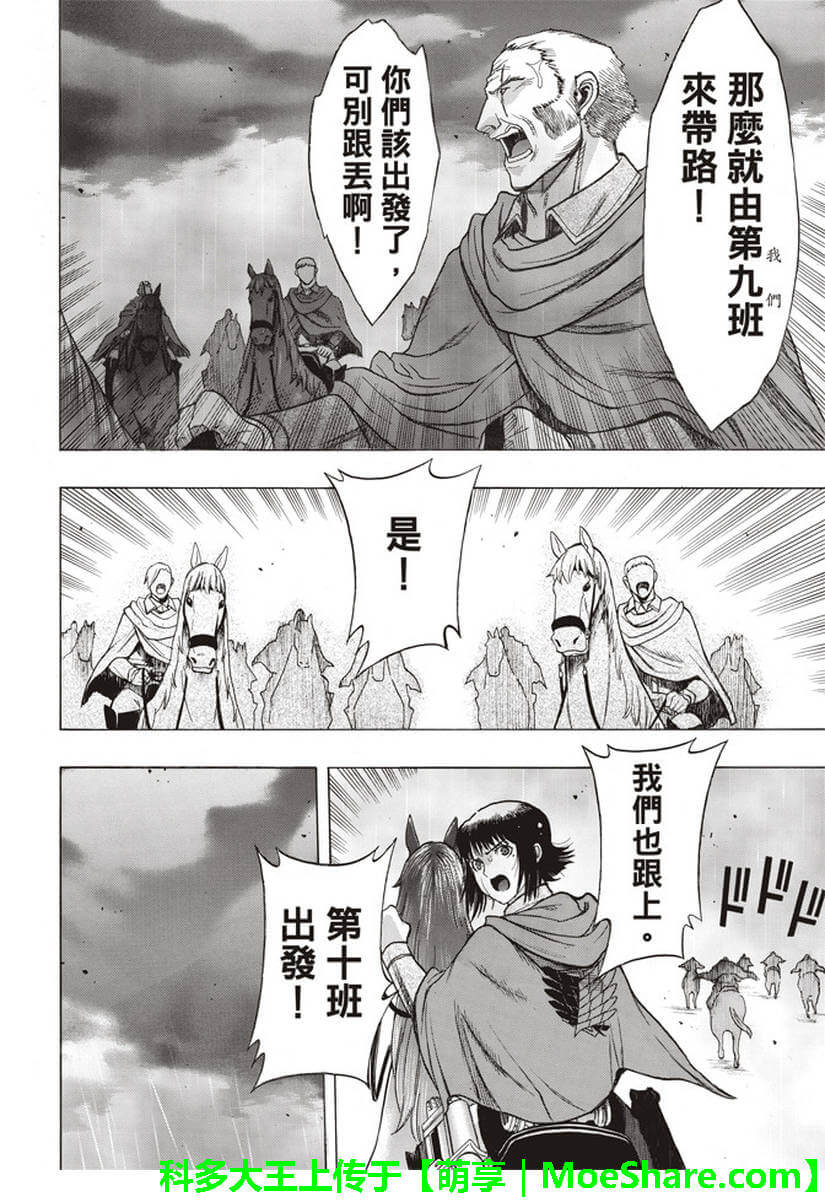 那麼就由第九班
我們
來帶路！
你們該出發了，
可別跟丟啊！
是！
我們也跟上。
ドドド
第十班
出發！
科多大王上传于【萌享 | MoeShare.com】